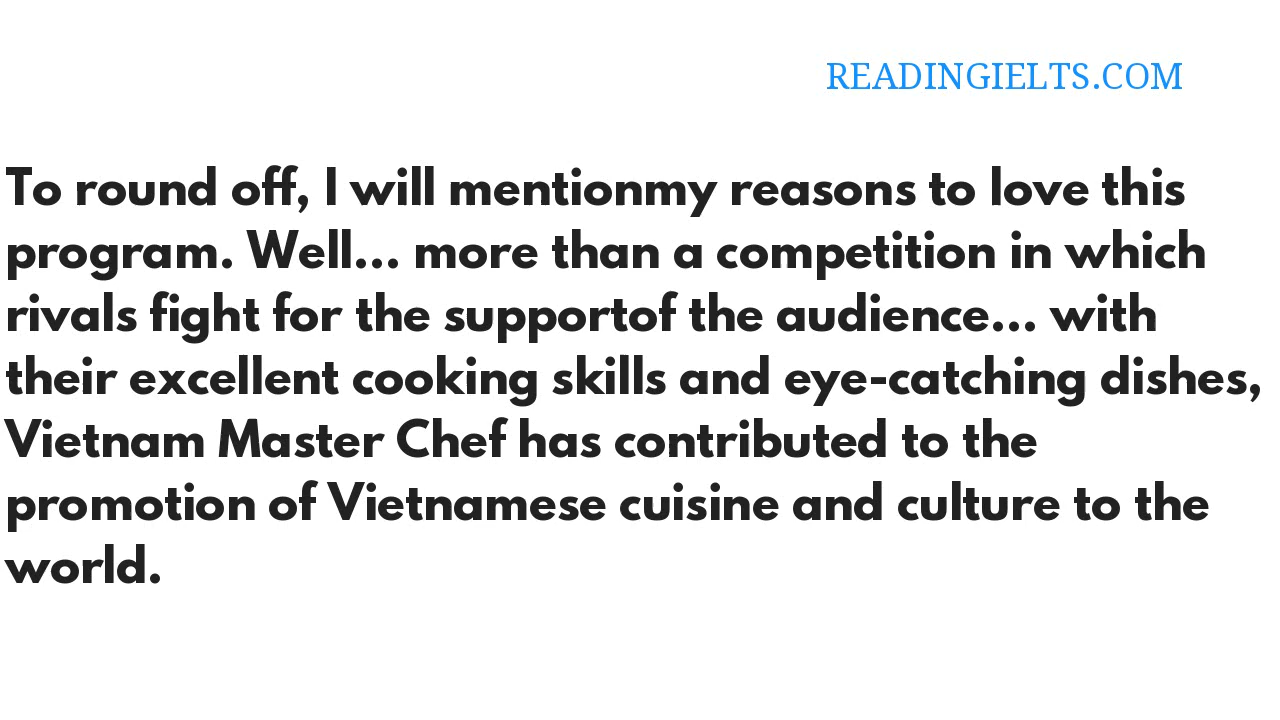 READINGIELTS.COM
To round off, I will mentionmy reasons to love this
program. Well... more than a competition in which
rivals fight for the supportof the audience... with
their excellent cooking skills and eye-catching dishes,
Vietnam Master Chef has contributed to the
promotion of Vietnamese cuisine and culture to the
world.